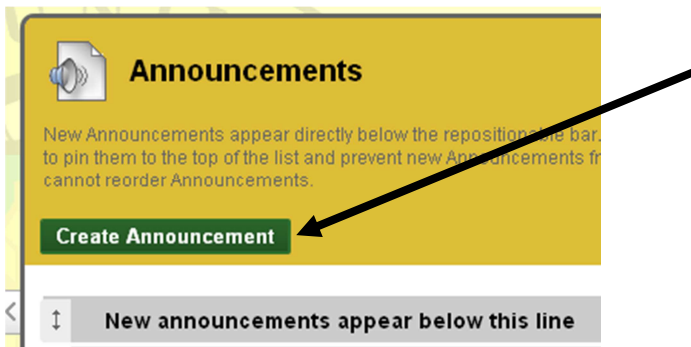 Announcements
New Announcements appear directly below the repositionable bar.
to pin them to the top of the list and prevent new Announcements
cannot reorder Announcements.
Create Announcement
New announcements appear below this line